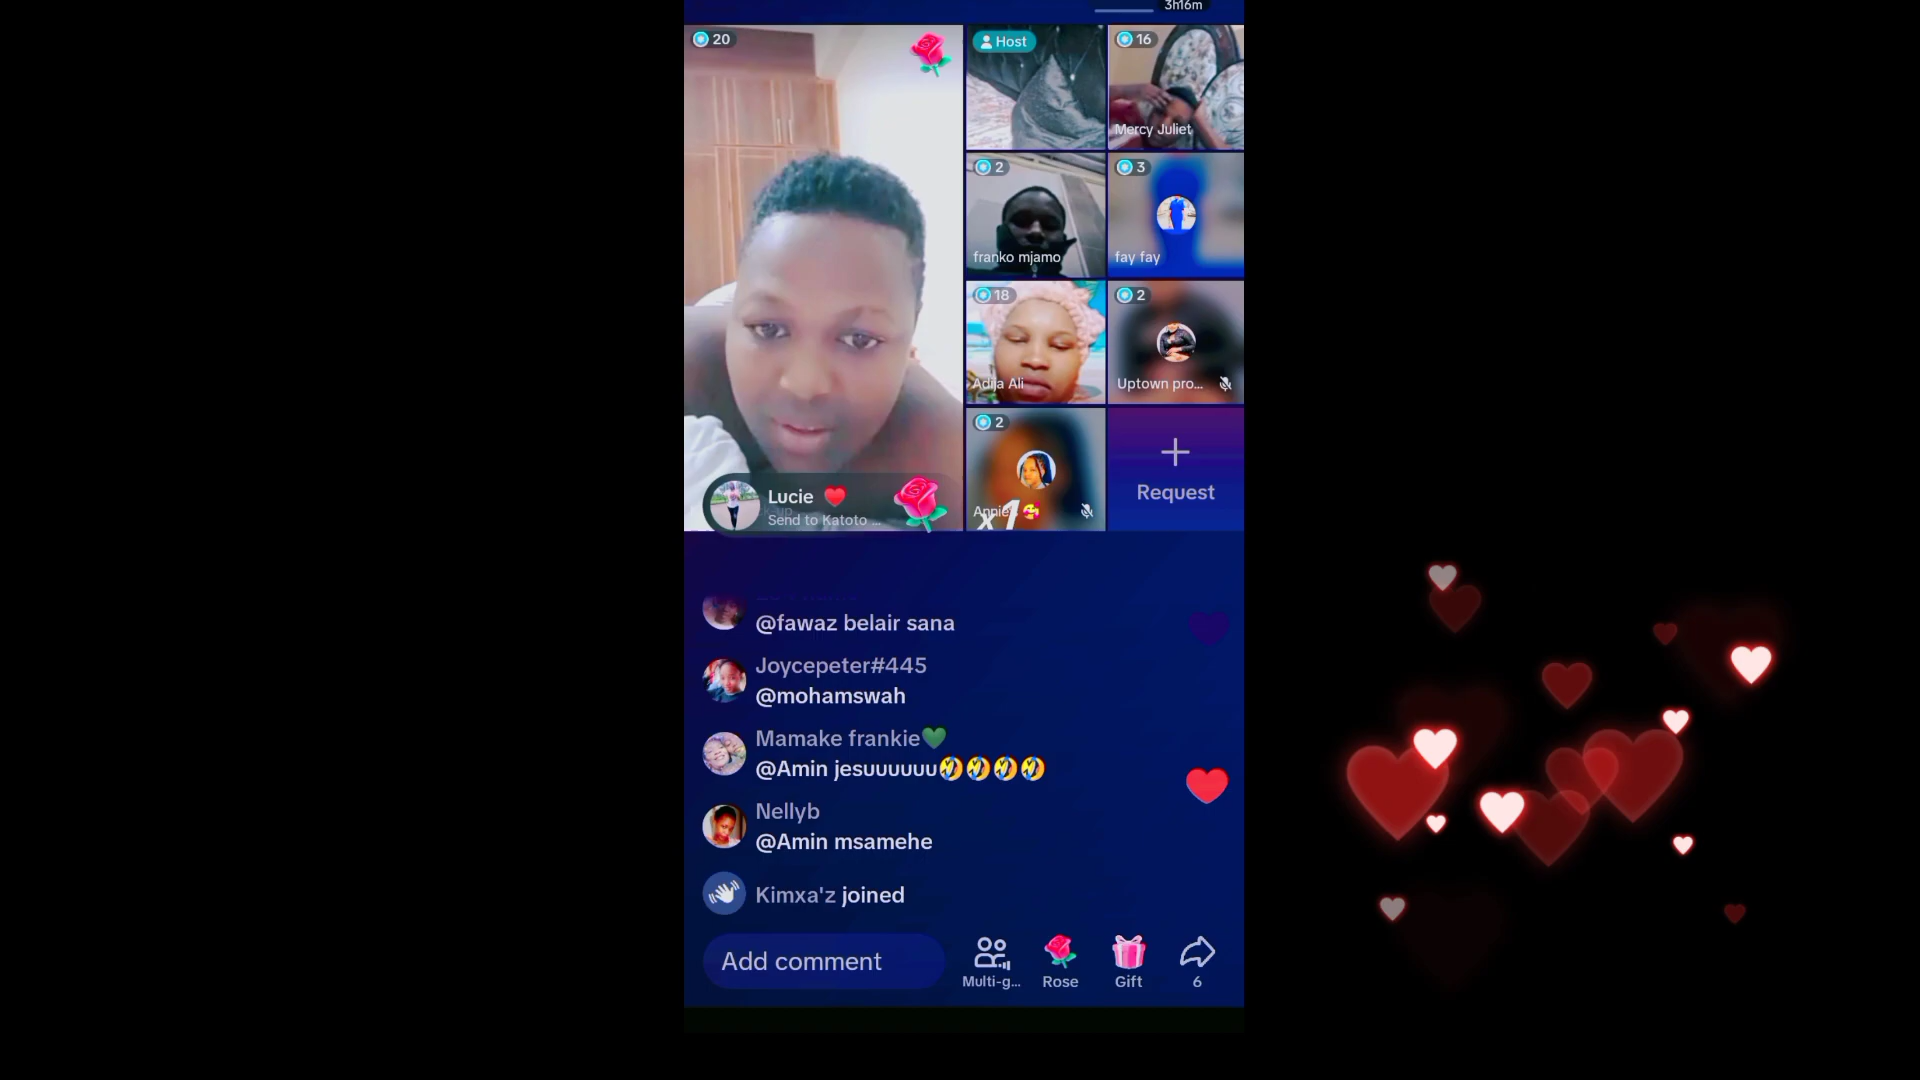 3h16m
20
Host
16
Mercy Juliet
2
franko mjamo
3
fay fay
18
Adija Ali
2
Uptown pro...
2
Annie
x1
Request
Lucie ❤️
Send to Katoto ...
@fawaz belair sana
Joycepeter#445
@mohamswah
Mamake frankie💚
@Amin jesuuuuuu🤣🤣🤣🤣
Nellyb
@Amin msamehe
Kimxa'z joined
Add comment
Multi-g...
Rose
Gift
6